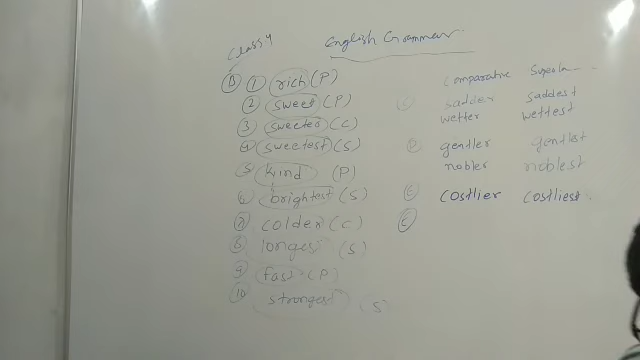 Class 4
English Grammar
B ① rich (P)
② sweet (P)
③ sweeter (C)
④ sweetest (S)
⑤ kind (P)
⑥ brightest (S)
colder (C)
⑧ longest (S)
⑨ fast (P)
⑩ strongest (S
Comparative Superla
sadder saddest
wetter wettest
gentler gentlest
nobler noblest
costlier costliest